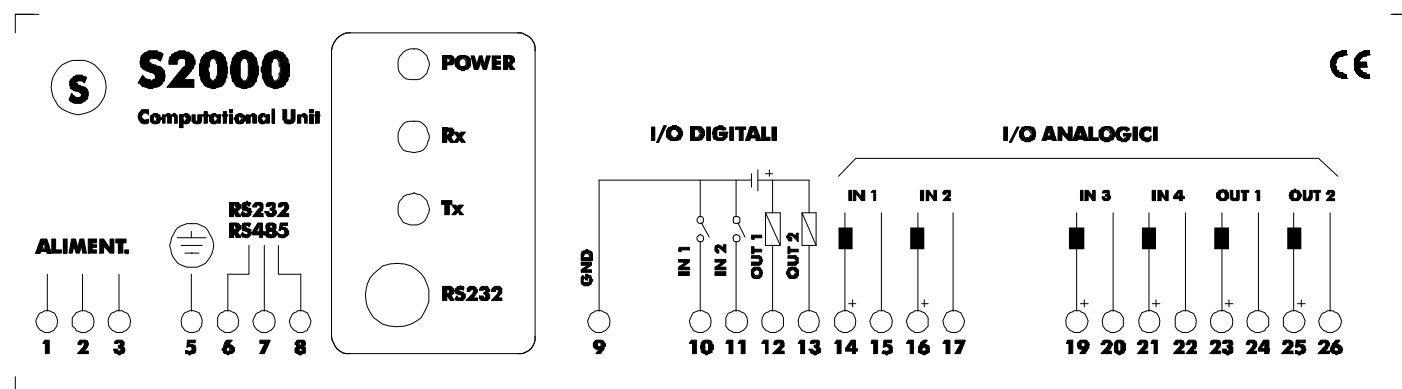 S
S2000
Computational Unit
POWER
Rx
Tx
RS232
CE
I/O DIGITALI
I/O ANALOGICI
ALIMENT.
RS232
RS485
GND
IN 1
IN 2
OUT 1
OUT 2
+
IN 1
IN 2
IN 3
IN 4
OUT 1
OUT 2
+ + + + + +
1 2 3 5 6 7 8 9 10 11 12 13 14 15 16 17 19 20 21 22 23 24 25 26